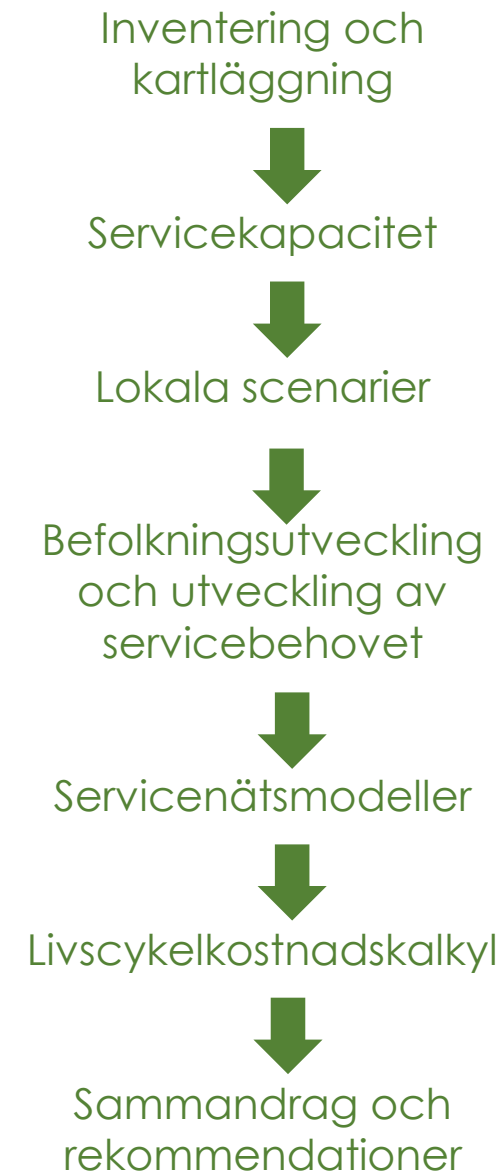 Inventering och
kartläggning
Servicekapacitet
Lokala scenarier
Befolkningsutveckling
och utveckling av
servicebehovet
Servicenätsmodeller
Livscykelkostnadskalkyl
Sammandrag och
rekommendationer